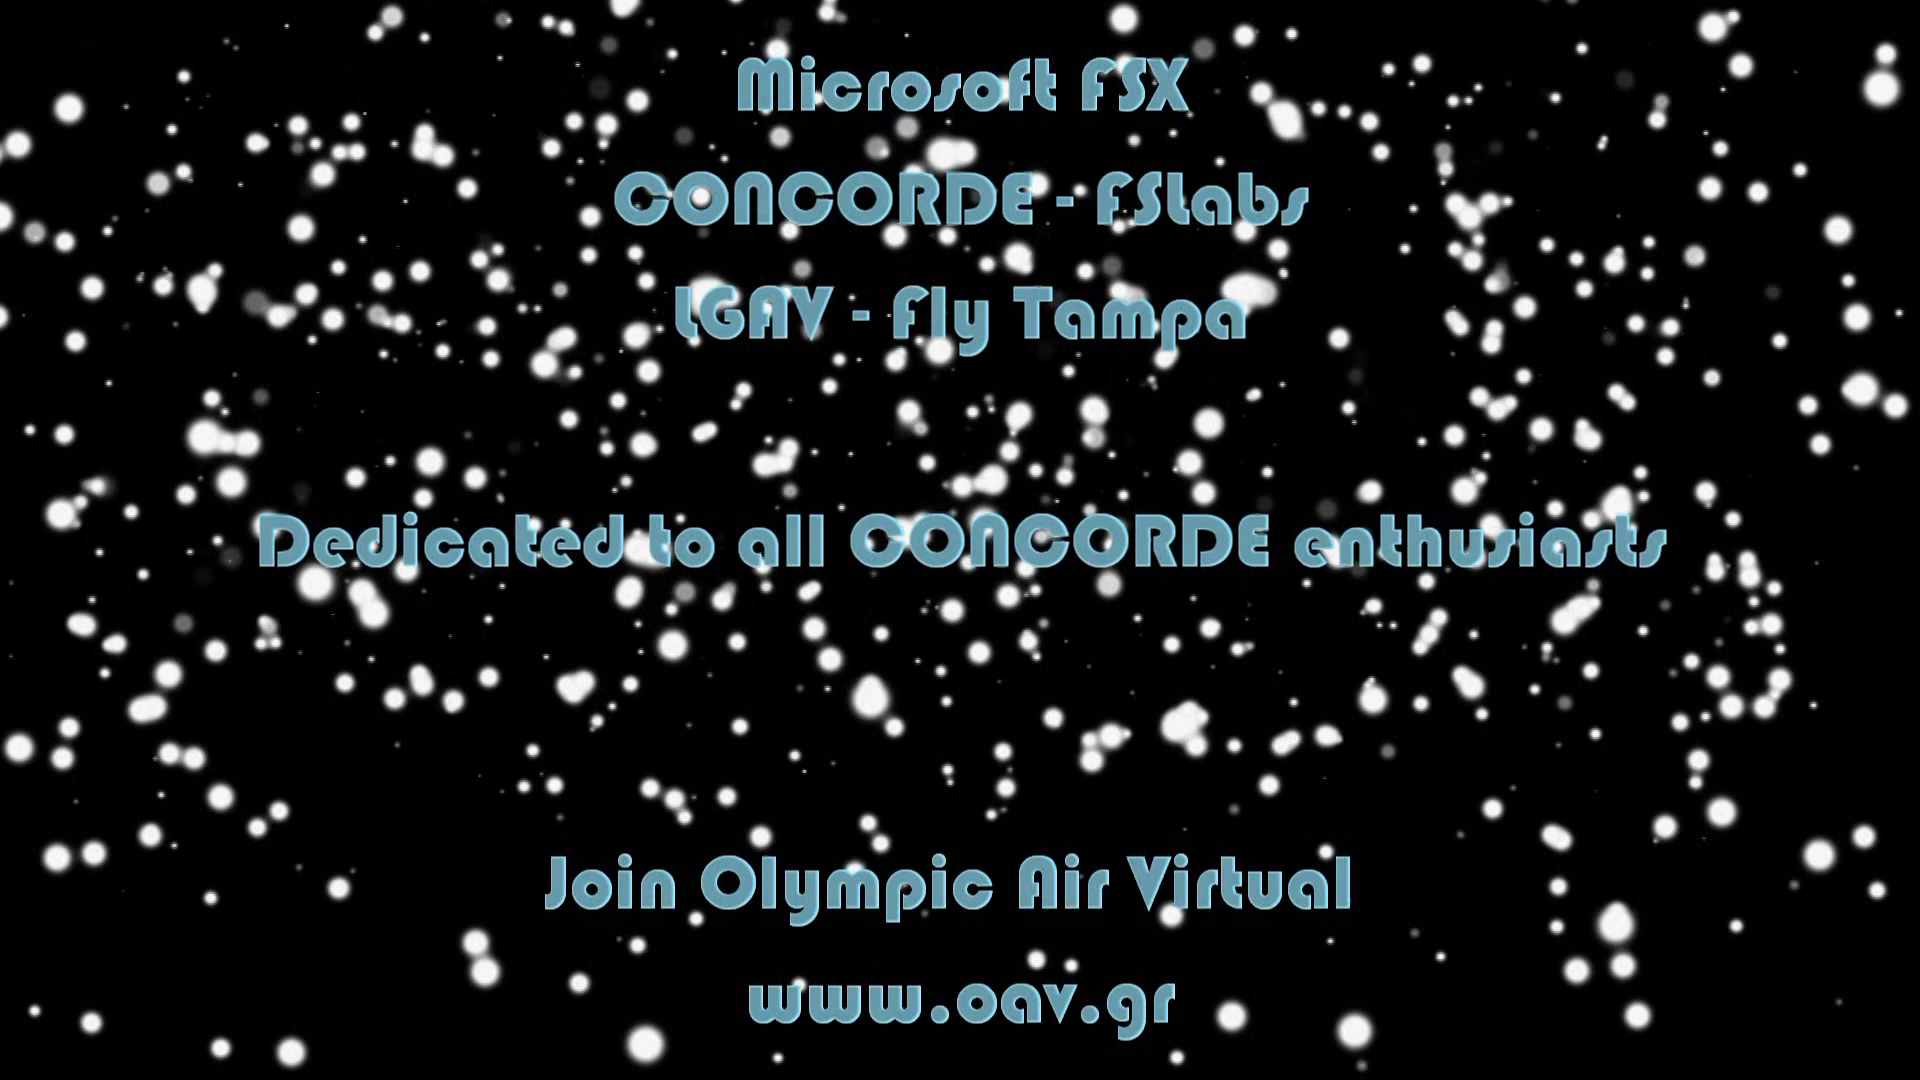 Microsoft FSX
CONCORDE - FSLabs
LGAV - Fly Tampa
Dedicated to all CONCORDE enthusiasts
Join Olympic Air Virtual
www.oav.gr